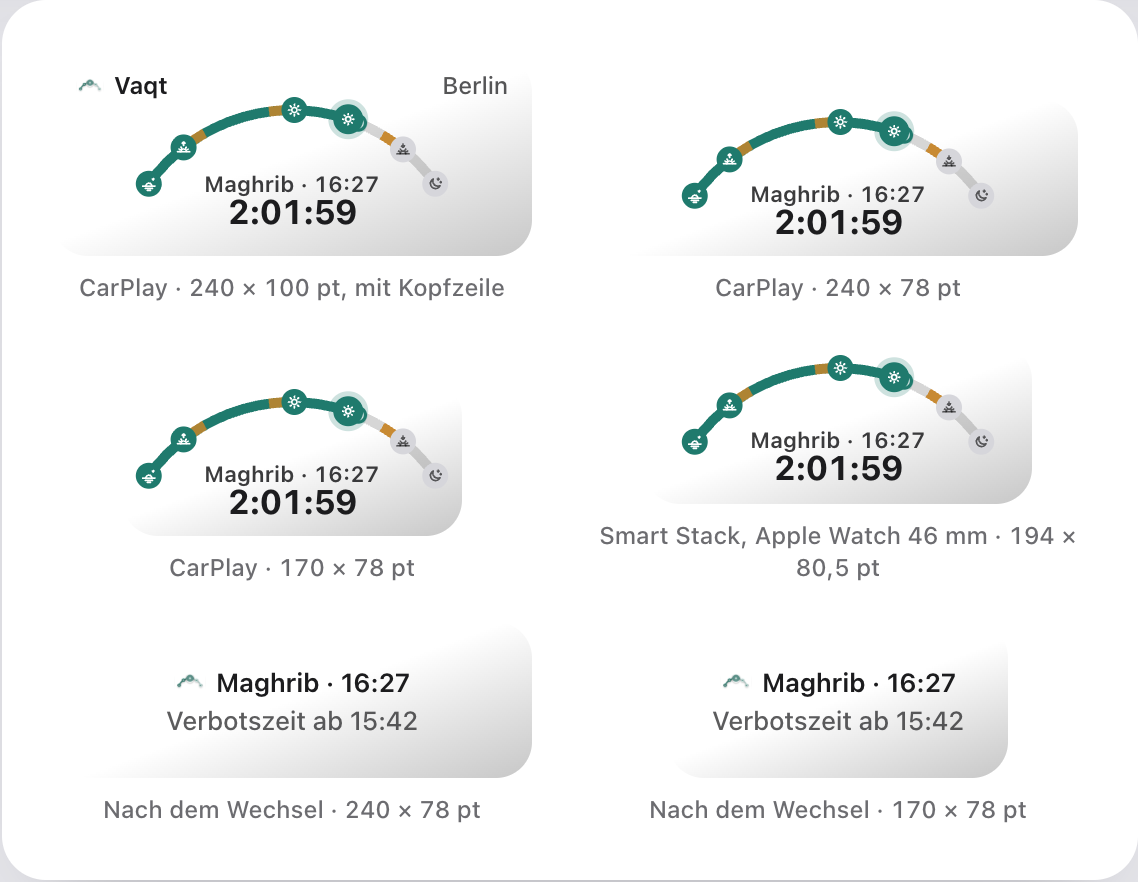 Vaqt
Berlin
Maghrib · 16:27
2:01:59
CarPlay · 240 × 100 pt, mit Kopfzeile
Maghrib · 16:27
2:01:59
CarPlay · 240 × 78 pt
Maghrib · 16:27
2:01:59
CarPlay · 170 × 78 pt
Maghrib · 16:27
2:01:59
Smart Stack, Apple Watch 46 mm · 194 ×
80,5 pt
Maghrib · 16:27
Verbotszeit ab 15:42
Nach dem Wechsel · 240 × 78 pt
Maghrib · 16:27
Verbotszeit ab 15:42
Nach dem Wechsel · 170 × 78 pt